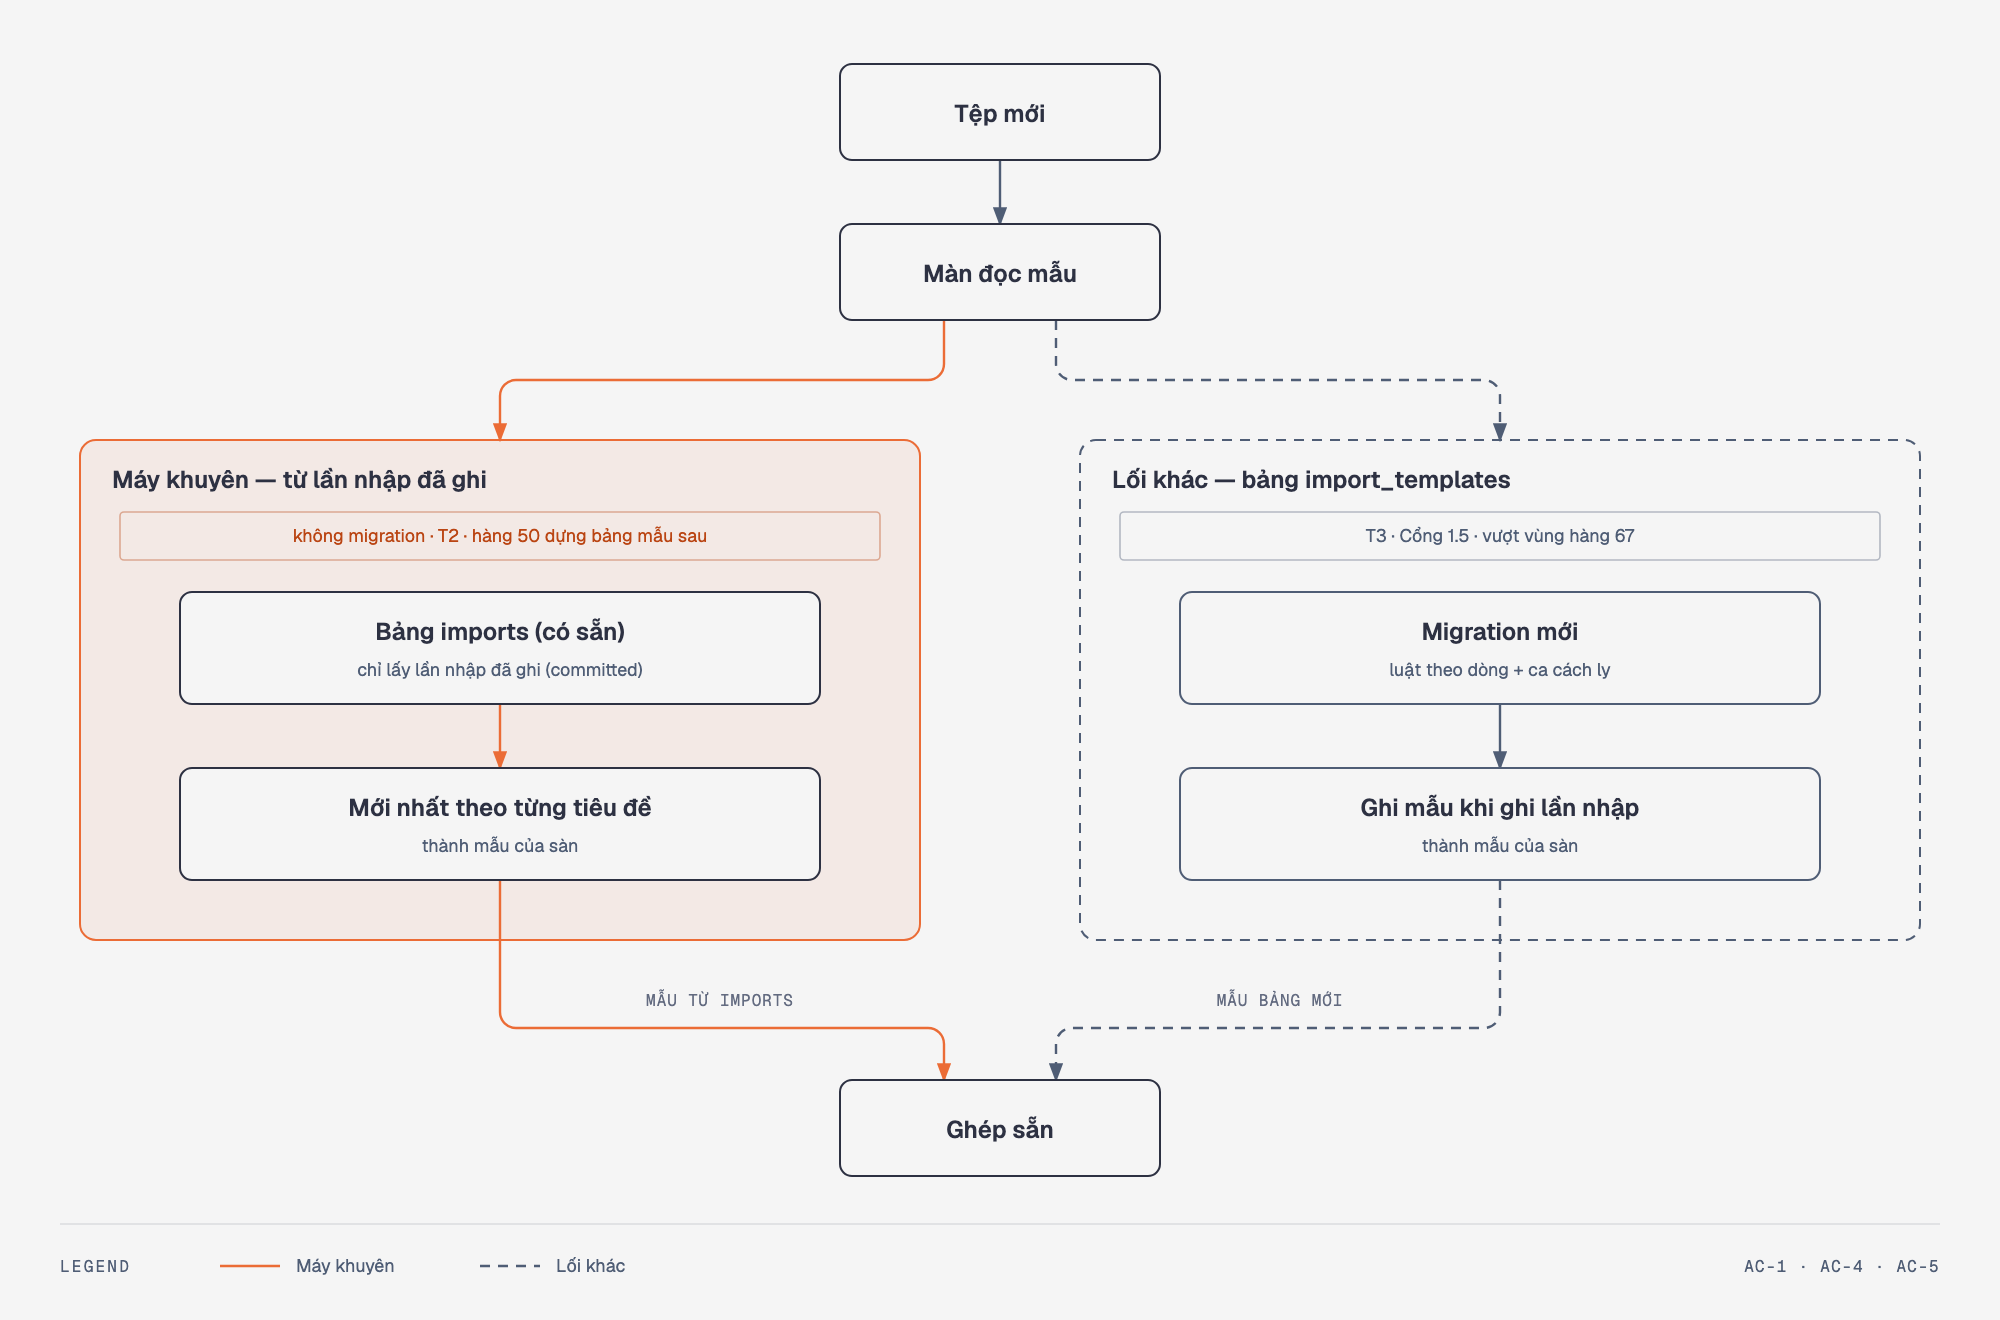 Tệp mới
Màn đọc mẫu
Máy khuyên — từ lần nhập đã ghi
không migration · T2 · hàng 50 dựng bảng mẫu sau
Bảng imports (có sẵn)
chỉ lấy lần nhập đã ghi (committed)
Mới nhất theo từng tiêu đề
thành mẫu của sàn
Lối khác — bảng import_templates
T3 · Cổng 1.5 · vượt vùng hàng 67
Migration mới
luật theo dòng + ca cách ly
Ghi mẫu khi ghi lần nhập
thành mẫu của sàn
MẪU TỪ IMPORTS
MẪU BẢNG MỚI
Ghép sẵn
LEGEND
Máy khuyên
Lối khác
AC-1 · AC-4 · AC-5